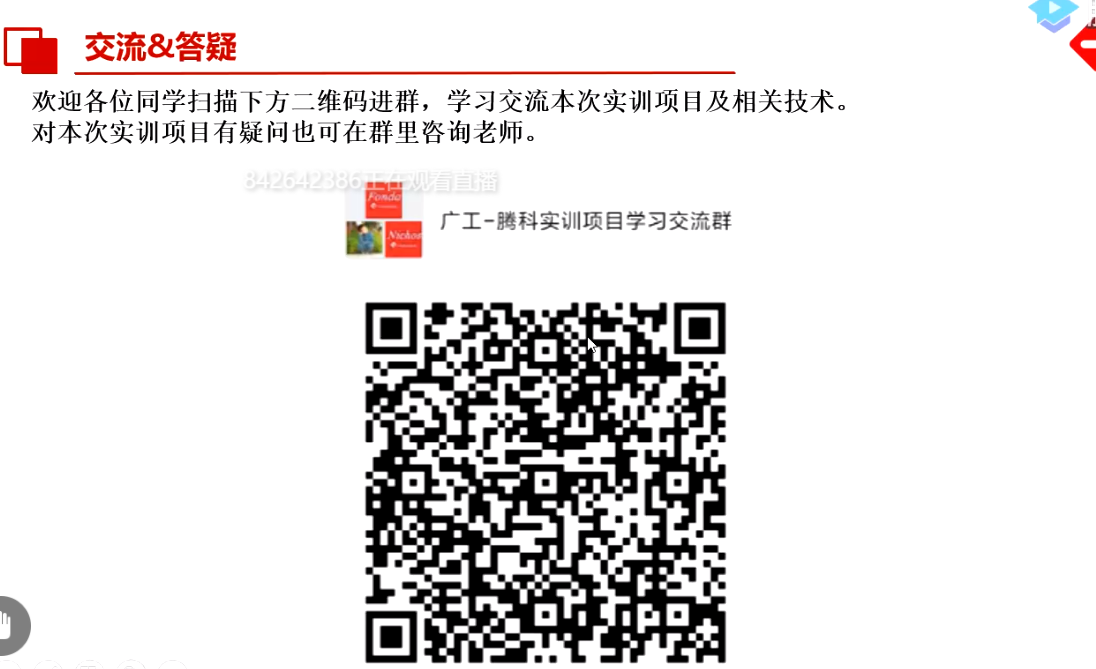 交流&答疑
欢迎各位同学扫描下方二维码进群，学习交流本次实训项目及相关技术。
对本次实训项目有疑问也可在群里咨询老师。
842642386正在观看直播
Fonda
广工-腾科实训项目学习交流群